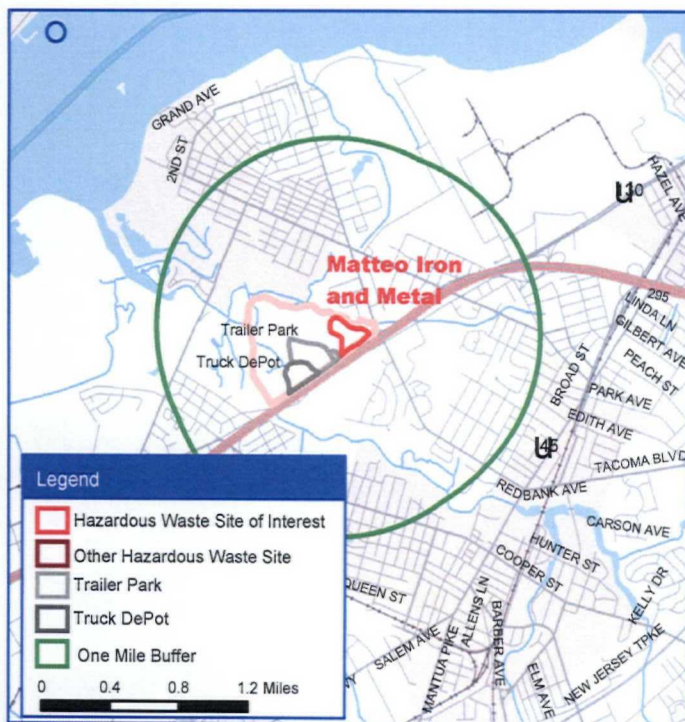 GRAND AVE
2ND ST
HAZEL AVE
Matteo Iron
and Metal
295
LINDA LN
GILBERT AVE
PEACH ST
Trailer Park
Truck DePot
BROAD ST
PARK AVE
EDITH AVE
45
TACOMA BLVD
REDBANK AVE
CARSON AVE
HUNTER ST
COOPER ST
KELLY DR
QUEEN ST
ALLENS LN
SALEM AVE
MANTUA PIKE
BARBER AVE
ELM AVE
NEW JERSEY TPKE
Legend
Hazardous Waste Site of Interest
Other Hazardous Waste Site
Trailer Park
Truck DePot
One Mile Buffer
0 0.4 0.8 1.2 Miles